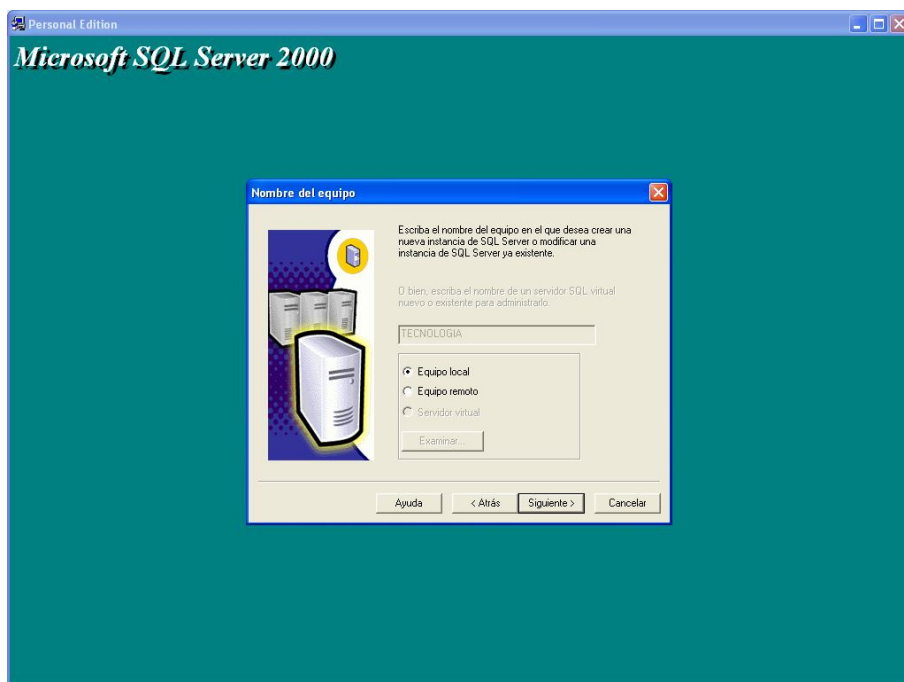 Personal Edition
Microsoft SQL Server 2000
Nombre del equipo
Escriba el nombre del equipo en el que desea crear una
nueva instancia de SQL Server o modificar una
instancia de SQL Server ya existente.
O bien, escriba el nombre de un servidor SQL virtual
nuevo o existente para administrarlo.
TECNOLOGIA
Equipo local
Equipo remoto
Servidor virtual
Examinar...
Ayuda
< Atrás
Siguiente >
Cancelar